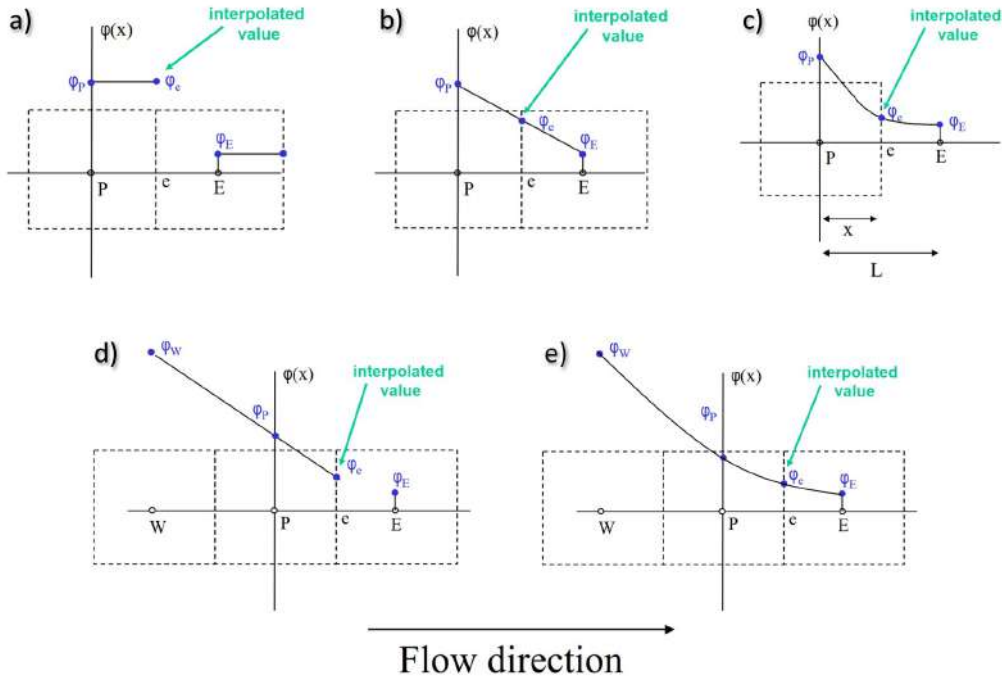 a)
φ(x)
interpolated
value
φP
φe
φE
P
e
E
b)
φ(x)
interpolated
value
φP
φe
φE
P
e
E
c)
φ(x)
interpolated
value
φP
φe
φE
P
e
E
x
L
d)
φW
φ(x)
interpolated
value
φP
φe
φE
W
P
e
E
e)
φW
φ(x)
interpolated
value
φP
φe
φE
W
P
e
E
Flow direction